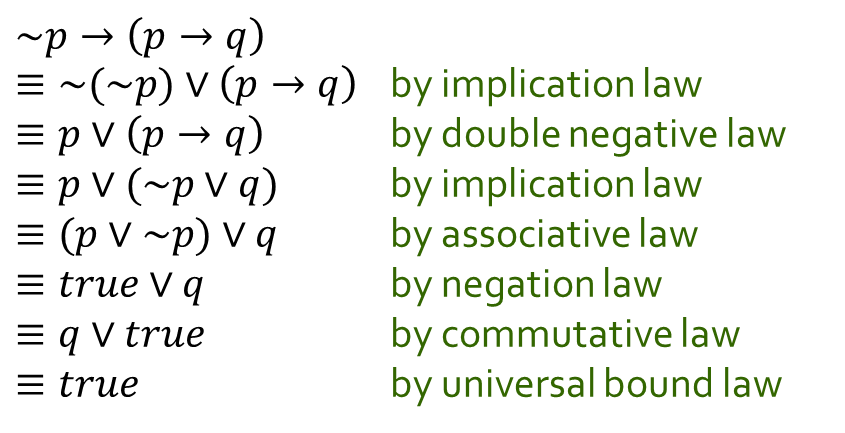 ~p → (p → q)
≡ ~(~p) ∨ (p → q) by implication law
≡ p ∨ (p → q) by double negative law
≡ p ∨ (~p ∨ q) by implication law
≡ (p ∨ ~p) ∨ q by associative law
≡ true ∨ q by negation law
≡ q ∨ true by commutative law
≡ true by universal bound law